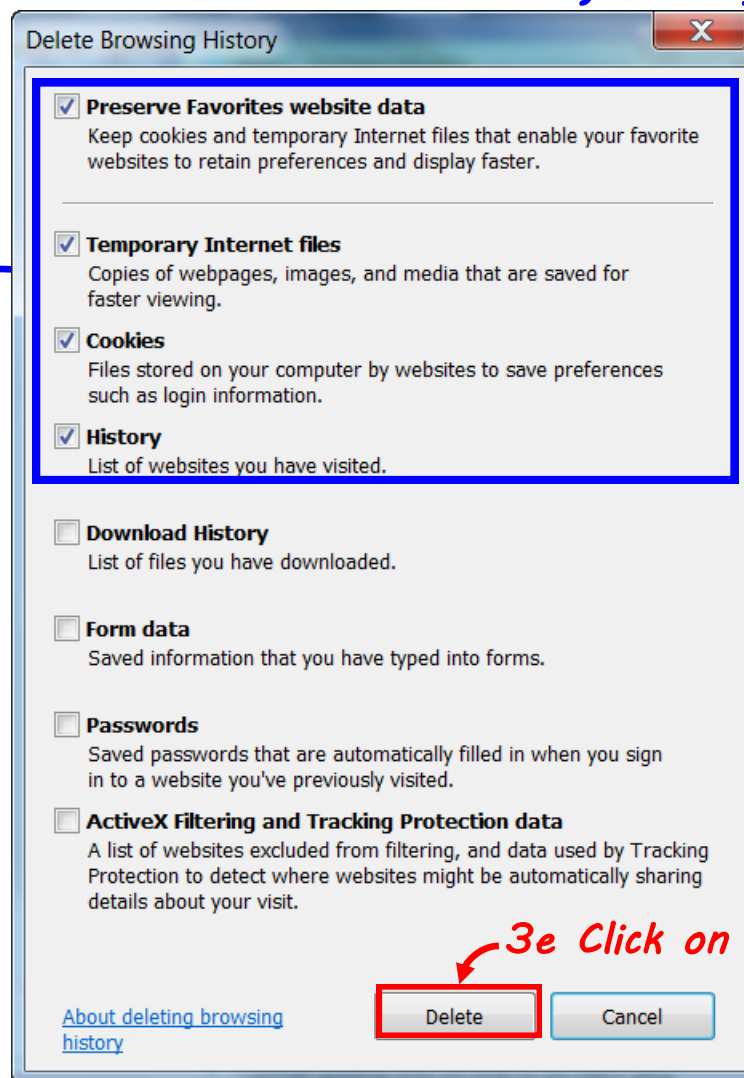 Delete Browsing History
X
Preserve Favorites website data
Keep cookies and temporary Internet files that enable your favorite
websites to retain preferences and display faster.
Temporary Internet files
Copies of webpages, images, and media that are saved for
faster viewing.
Cookies
Files stored on your computer by websites to save preferences
such as login information.
History
List of websites you have visited.
Download History
List of files you have downloaded.
Form data
Saved information that you have typed into forms.
Passwords
Saved passwords that are automatically filled in when you sign
in to a website you've previously visited.
ActiveX Filtering and Tracking Protection data
A list of websites excluded from filtering, and data used by Tracking
Protection to detect where websites might be automatically sharing
details about your visit.
3e Click on
About deleting browsing
history
Delete
Cancel